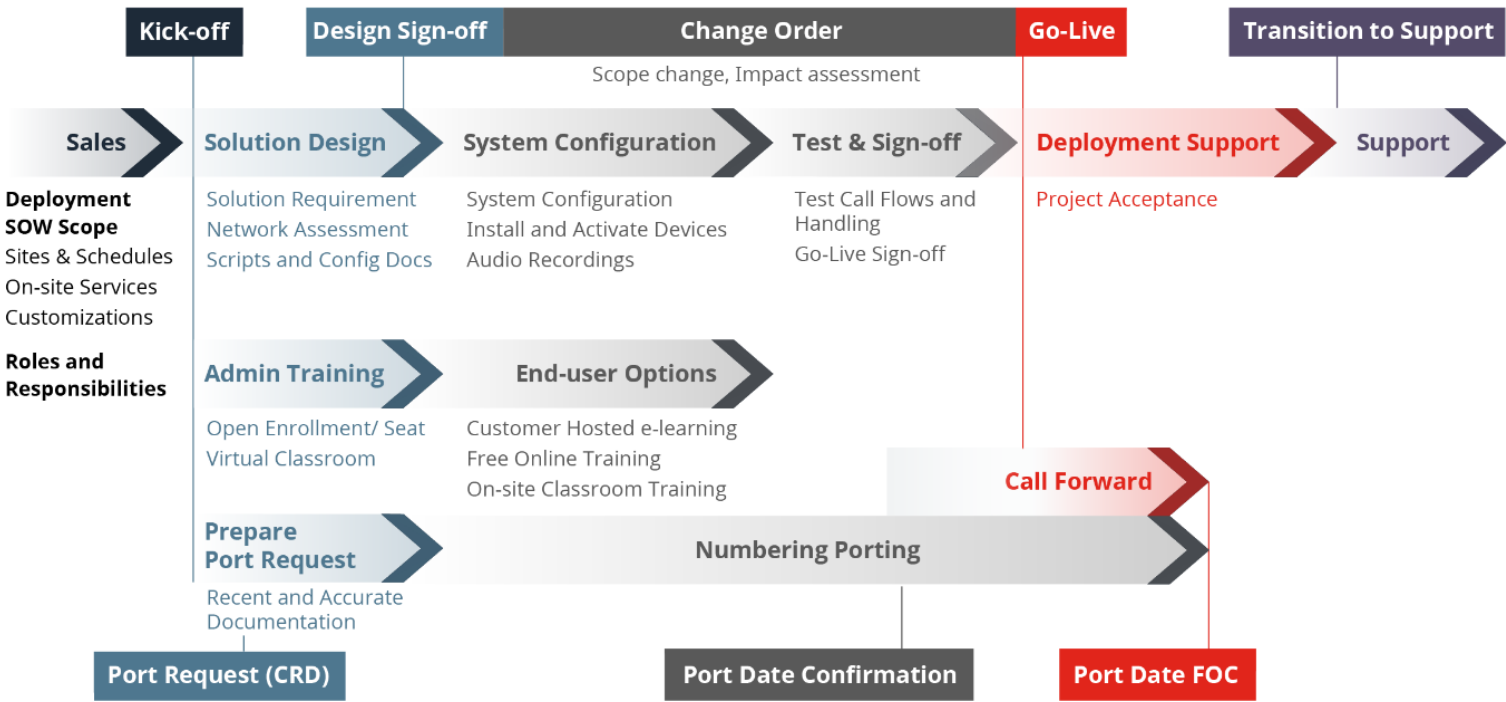 Kick-off
Design Sign-off
Change Order
Go-Live
Transition to Support
Scope change, Impact assessment
Sales
Solution Design
System Configuration
Test & Sign-off
Deployment Support
Support
Deployment
SOW Scope
Sites & Schedules
On-site Services
Customizations
Solution Requirement
Network Assessment
Scripts and Config Docs
System Configuration
Install and Activate Devices
Audio Recordings
Test Call Flows and
Handling
Go-Live Sign-off
Project Acceptance
Roles and
Responsibilities
Admin Training
End-user Options
Open Enrollment/ Seat
Virtual Classroom
Customer Hosted e-learning
Free Online Training
On-site Classroom Training
Call Forward
Prepare
Port Request
Numbering Porting
Recent and Accurate
Documentation
Port Request (CRD)
Port Date Confirmation
Port Date FOC